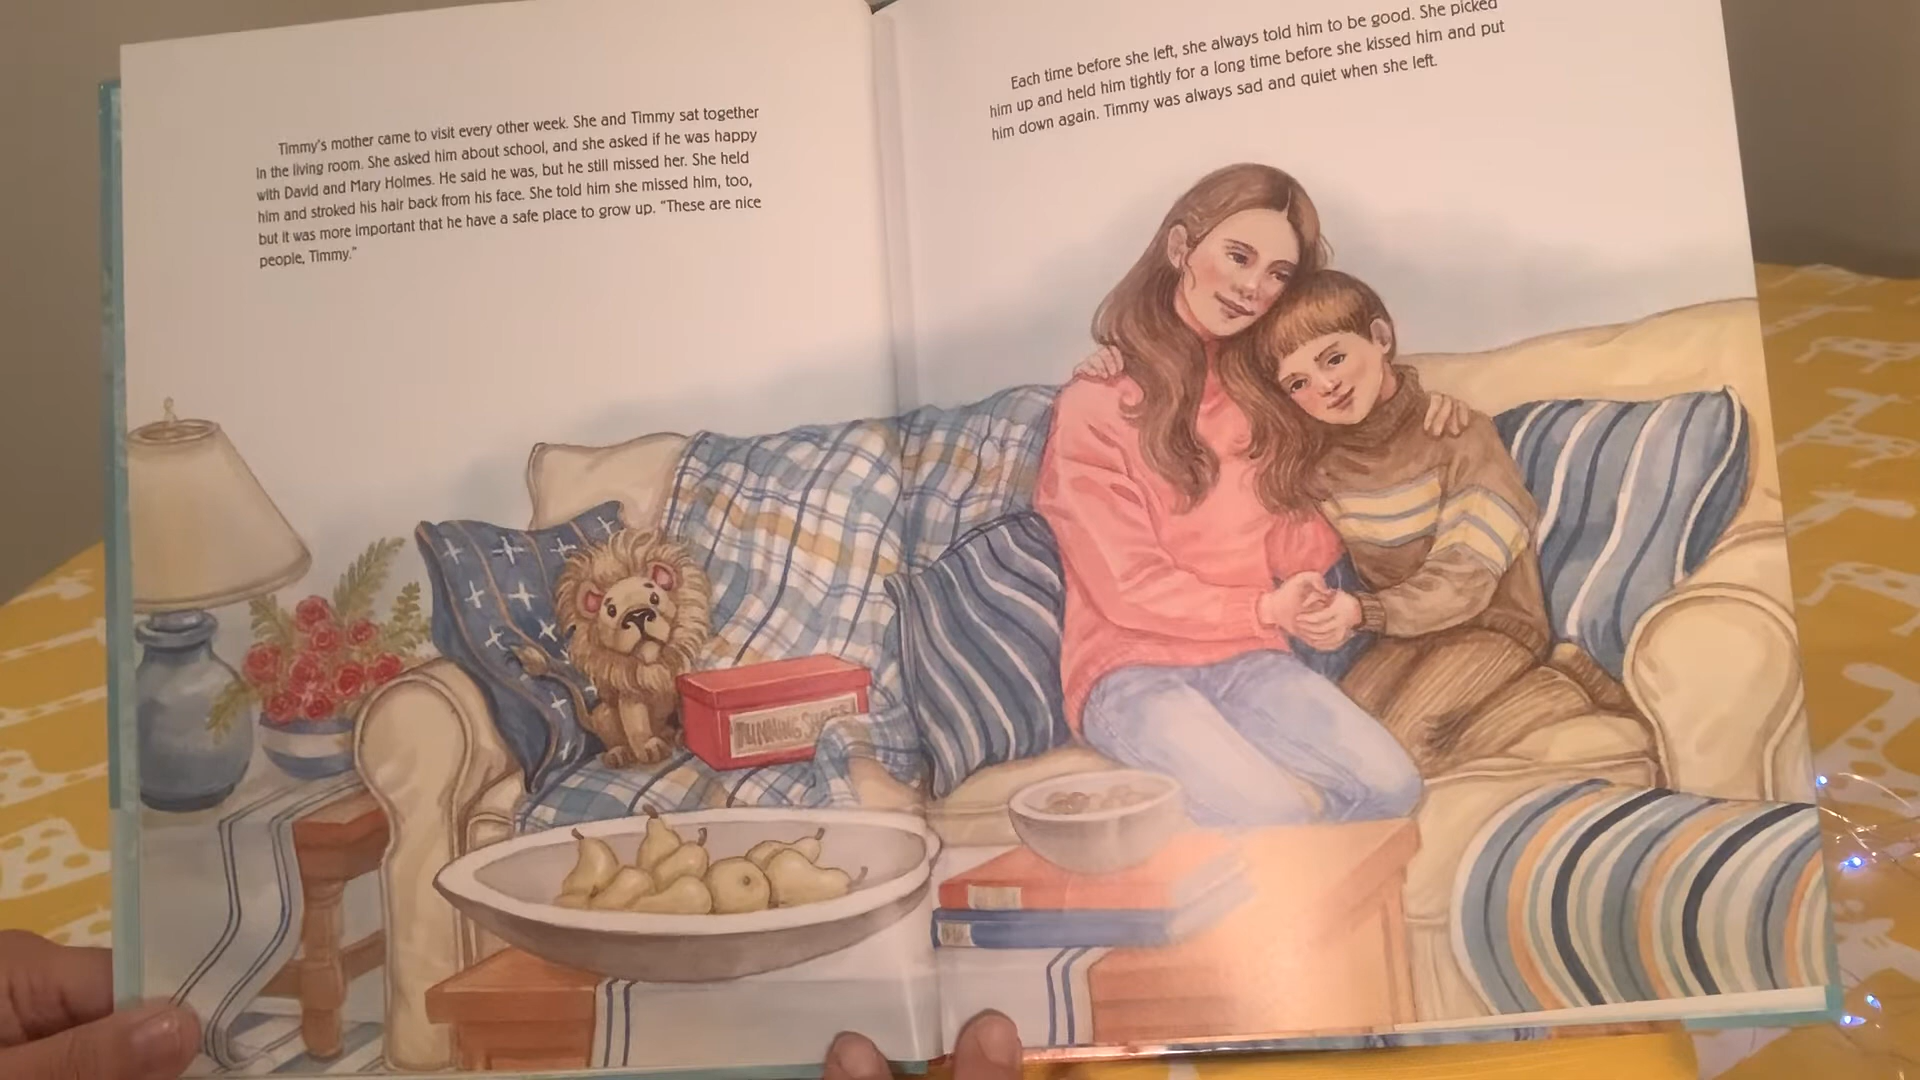 Timmy's mother came to visit every other week. She and Timmy sat together
in the living room. She asked him about school, and she asked if he was happy
with David and Mary Holmes. He said he was, but he still missed her. She held
him and stroked his hair back from his face. She told him she missed him, too,
but it was more important that he have a safe place to grow up. “These are nice
people, Timmy.”
Each time before she left, she always told him to be good. She picked
him up and held him tightly for a long time before she kissed him and put
him down again. Timmy was always sad and quiet when she left.